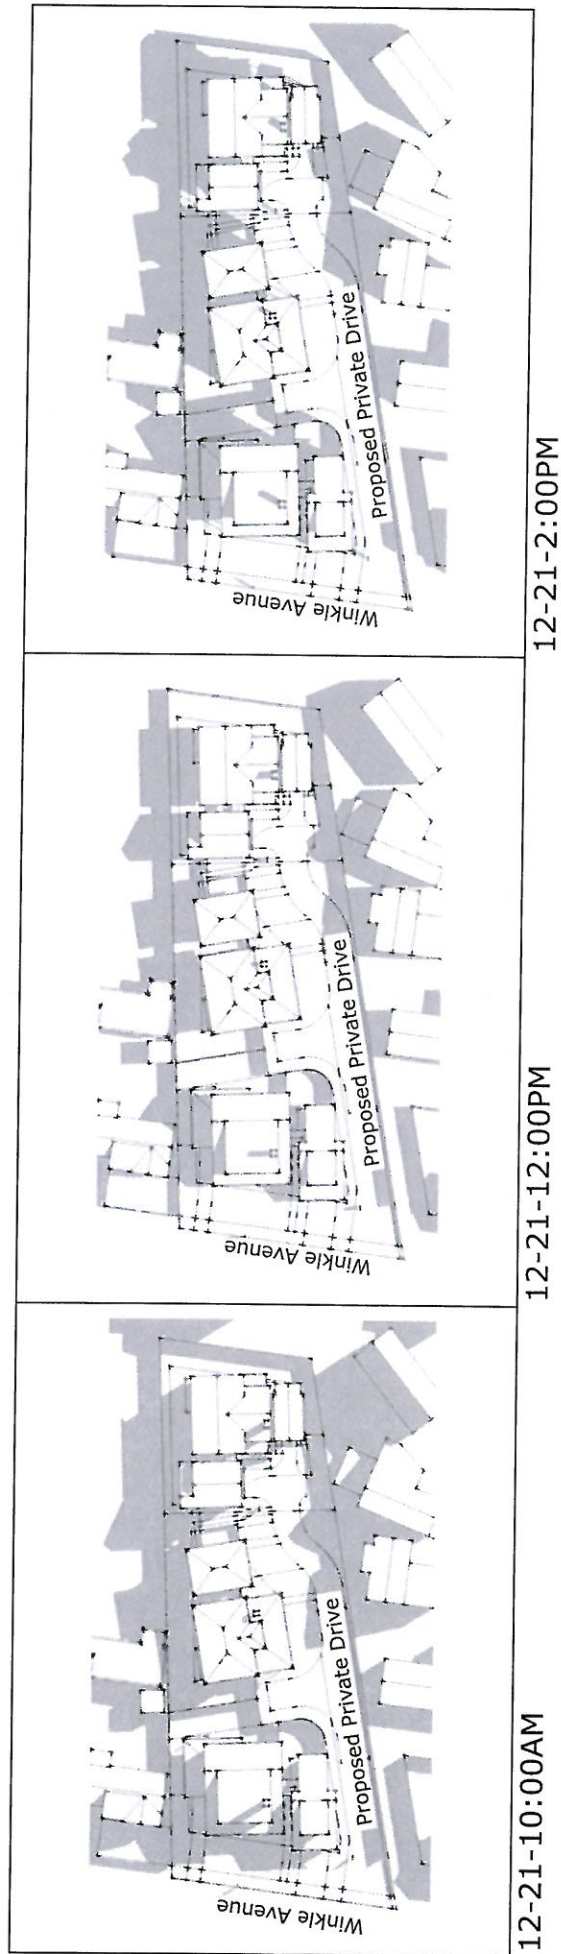 Winkle Avenue
Proposed Private Drive
12-21-10:00AM
Winkle Avenue
Proposed Private Drive
12-21-12:00PM
Winkle Avenue
Proposed Private Drive
12-21-2:00PM